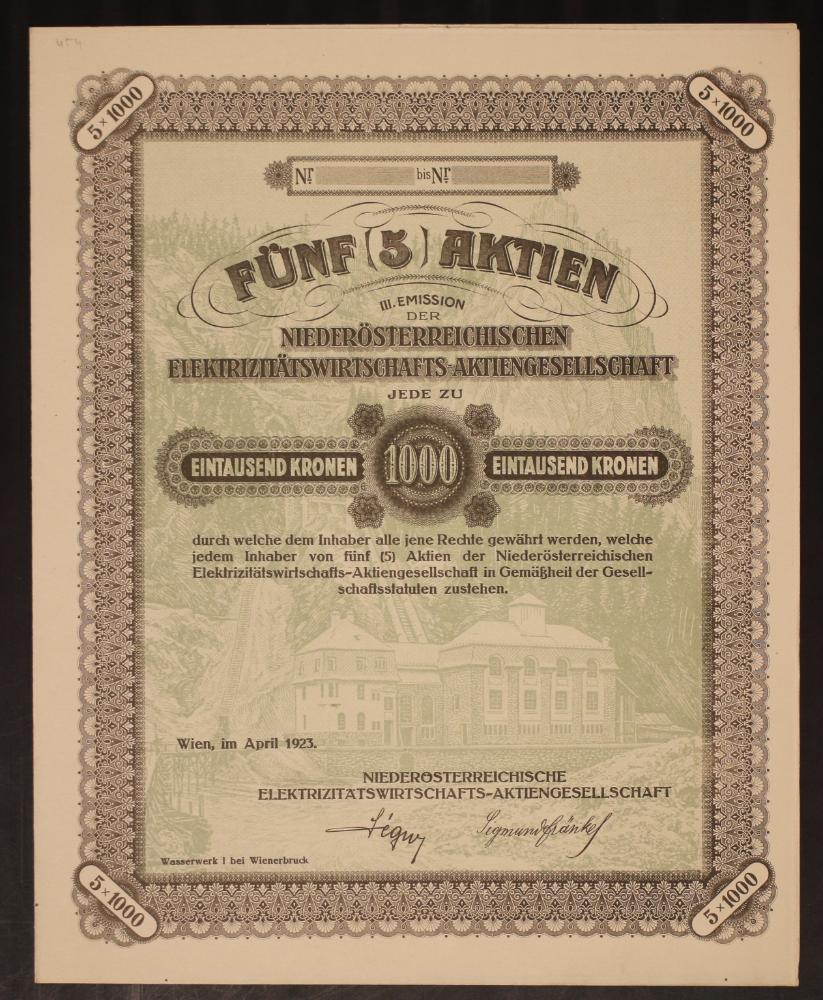 454
5×1000
5×1000
Nr. bis Nr.
FÜNF (5) AKTIEN
III. EMISSION
DER
NIEDERÖSTERREICHISCHEN
ELEKTRIZITÄTSWIRTSCHAFTS-AKTIENGESELLSCHAFT
JEDE ZU
EINTAUSEND KRONEN 1000 EINTAUSEND KRONEN
durch welche dem Inhaber alle jene Rechte gewährt werden, welche
jedem Inhaber von fünf (5) Aktien der Niederösterreichischen
Elektrizitätswirtschafts-Aktiengesellschaft in Gemäßheit der Gesell-
schaftsstatuten zustehen.
Wien, im April 1923.
NIEDERÖSTERREICHISCHE
ELEKTRIZITÄTSWIRTSCHAFTS-AKTIENGESELLSCHAFT
Sigmund Fränkel
Wasserwerk I bei Wienerbruck
5×1000
5×1000